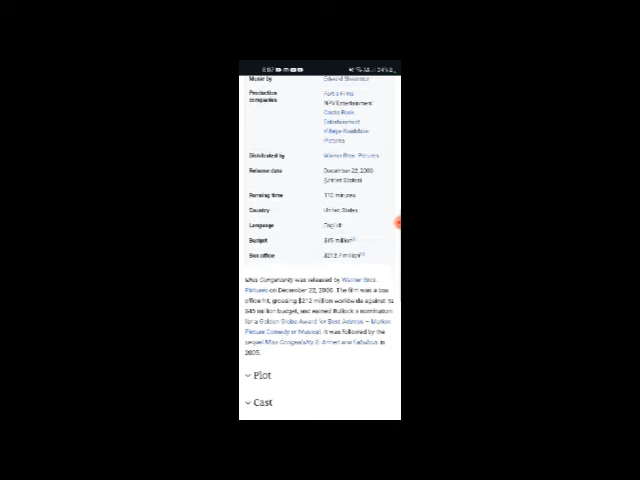 Music by Edward Shearmur
Production Fortis Films
companies NPV Entertainment
Castle Rock
Entertainment
Village Roadshow
Pictures
Distributed by Warner Bros. Pictures
Release date December 22, 2000
(United States)
Running time 110 minutes
Country United States
Language English
Budget $45 million
Box office $212.7 million
Miss Congeniality was released by Warner Bros.
Pictures on December 22, 2000. The film was a box
office hit, grossing $212 million worldwide against its
$45 million budget, and earned Bullock a nomination
for a Golden Globe Award for Best Actress – Motion
Picture Comedy or Musical. It was followed by the
sequel Miss Congeniality 2: Armed and Fabulous in
2005.
Plot
Cast